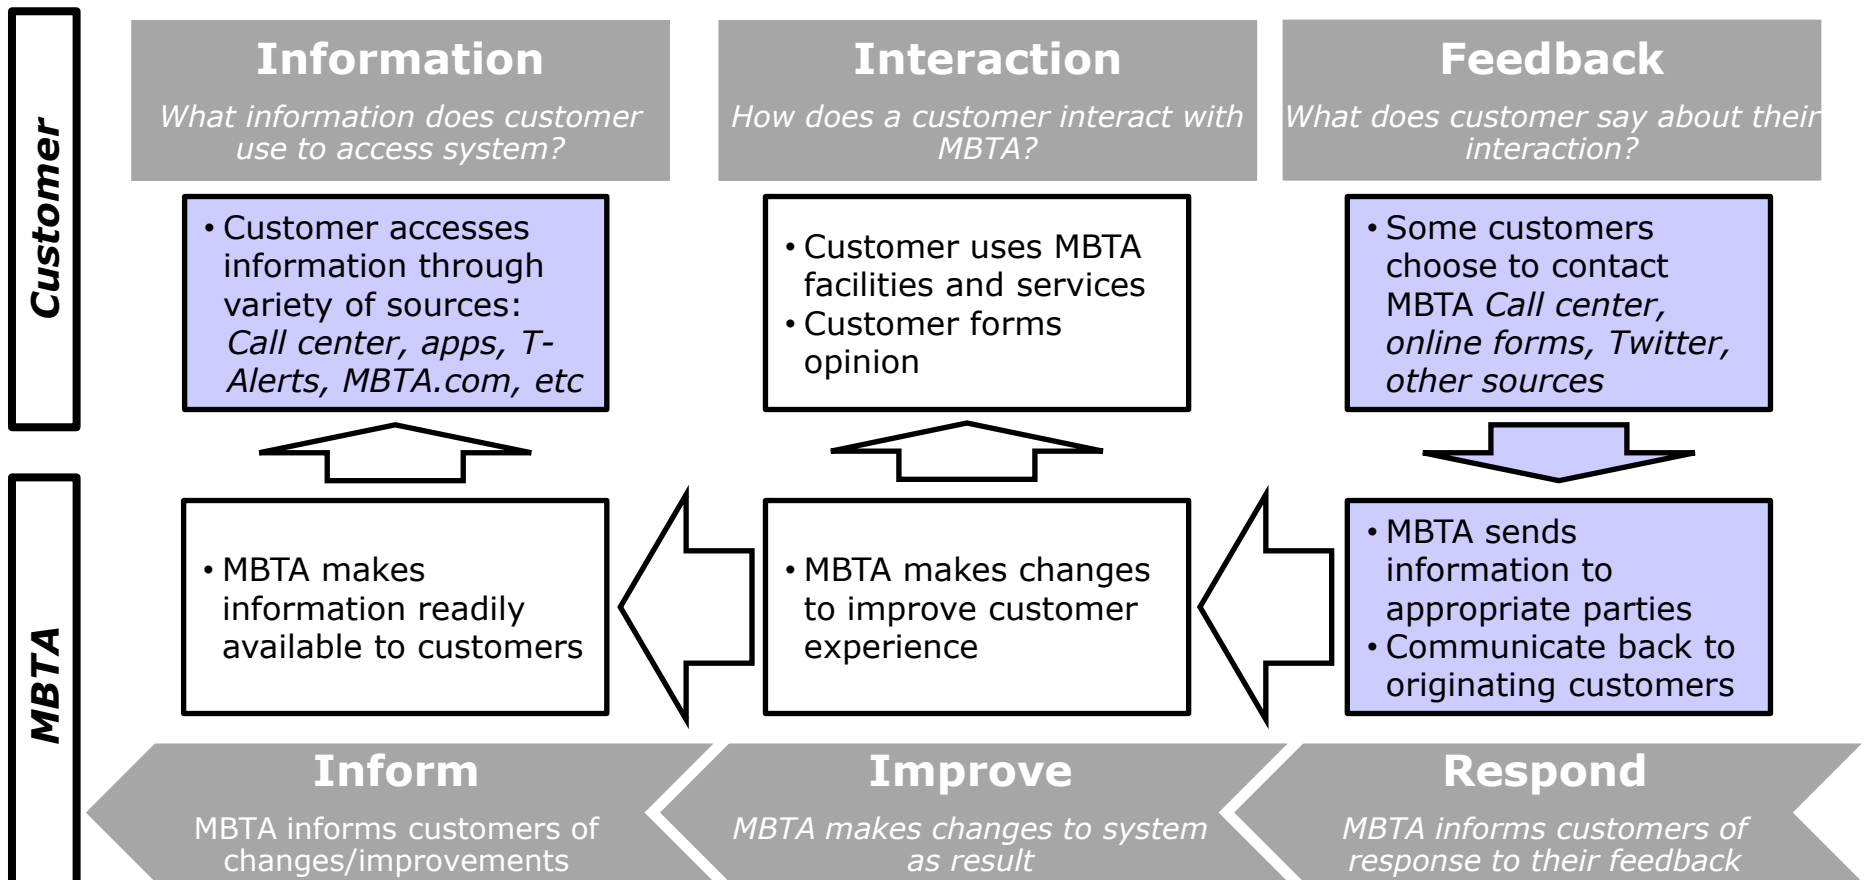 Customer
Information
What information does customer
use to access system?
Interaction
How does a customer interact with
MBTA?
Feedback
What does customer say about their
interaction?
• Customer accesses
information through
variety of sources:
Call center, apps, T-
Alerts, MBTA.com, etc
• Customer uses MBTA
facilities and services
• Customer forms
opinion
• Some customers
choose to contact
MBTA Call center,
online forms, Twitter,
other sources
MBTA
• MBTA makes
information readily
available to customers
• MBTA makes changes
to improve customer
experience
• MBTA sends
information to
appropriate parties
• Communicate back to
originating customers
Inform
MBTA informs customers of
changes/improvements
Improve
MBTA makes changes to system
as result
Respond
MBTA informs customers of
response to their feedback